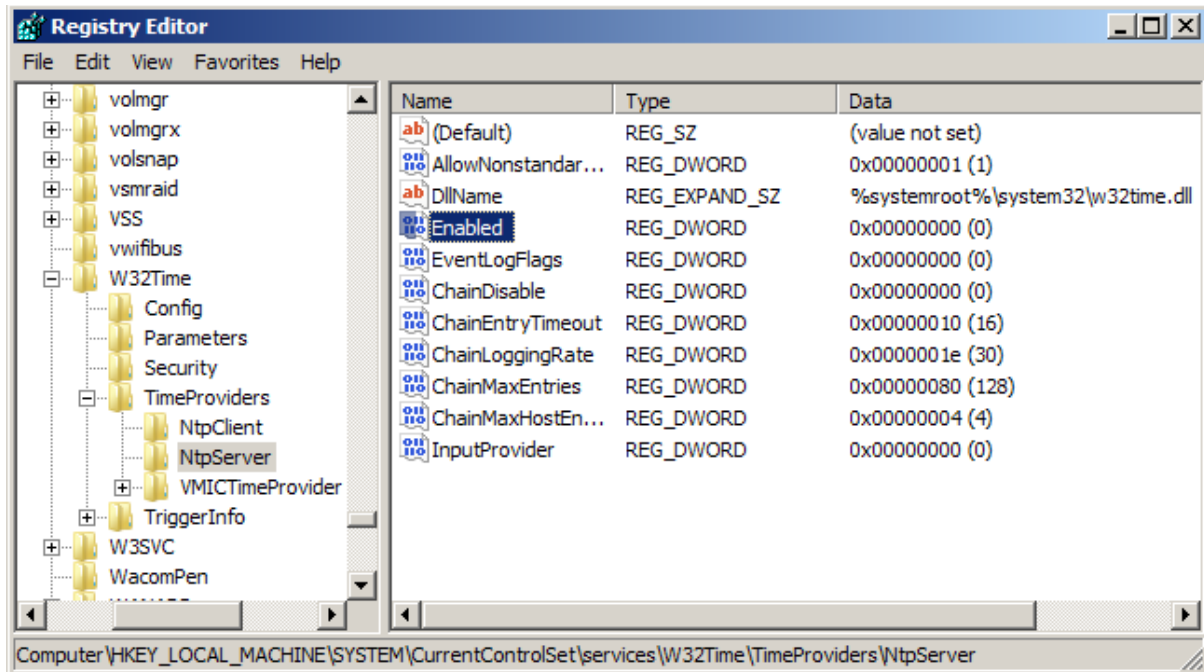 Registry Editor
File Edit View Favorites Help
volmgr
volmgrx
volsnap
vsmraid
VSS
vwifibus
W32Time
Config
Parameters
Security
TimeProviders
NtpClient
NtpServer
VMICTimeProvider
TriggerInfo
W3SVC
WacomPen
Name Type Data
(Default) REG_SZ (value not set)
AllowNonstandar... REG_DWORD 0x00000001 (1)
DllName REG_EXPAND_SZ %systemroot%\system32\w32time.dll
Enabled REG_DWORD 0x00000000 (0)
EventLogFlags REG_DWORD 0x00000000 (0)
ChainDisable REG_DWORD 0x00000000 (0)
ChainEntryTimeout REG_DWORD 0x00000010 (16)
ChainLoggingRate REG_DWORD 0x0000001e (30)
ChainMaxEntries REG_DWORD 0x00000080 (128)
ChainMaxHostEn... REG_DWORD 0x00000004 (4)
InputProvider REG_DWORD 0x00000000 (0)
Computer\HKEY_LOCAL_MACHINE\SYSTEM\CurrentControlSet\services\W32Time\TimeProviders\NtpServer